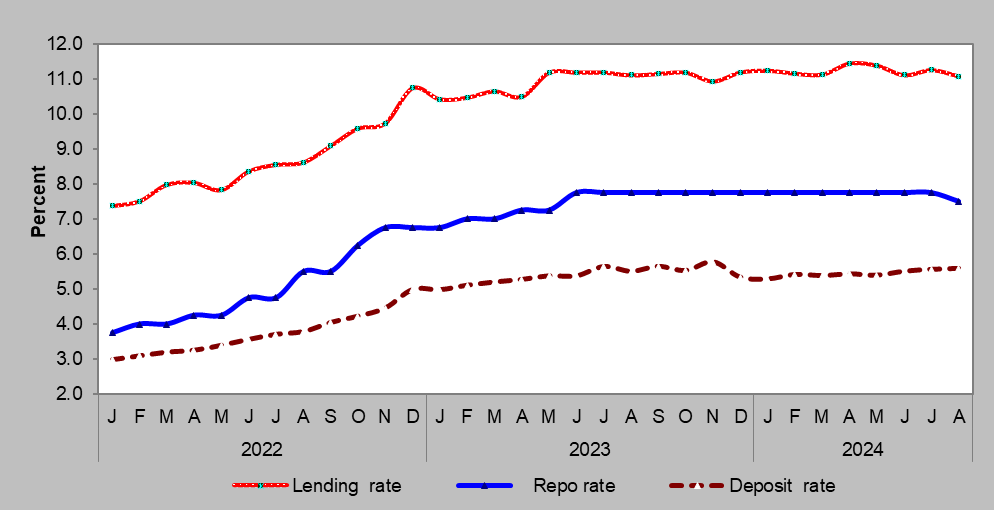 12.0
11.0
10.0
9.0
8.0
7.0
6.0
5.0
4.0
3.0
2.0
Percent
J F M A M J J A S O N D J F M A M J J A S O N D J F M A M J J A
2022 2023 2024
Lending rate Repo rate Deposit rate